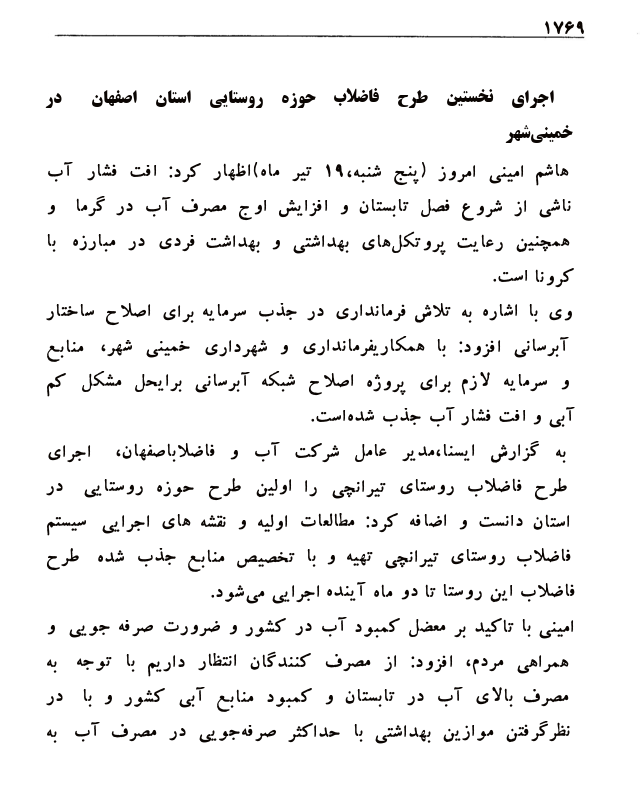 ۱۷۶۹
اجرای نخستین طرح فاضلاب حوزه روستایی استان اصفهان در
خمینی‌شهر
هاشم امینی امروز (پنج شنبه،۱۹ تیر ماه)اظهار کرد: افت فشار آب
ناشی از شروع فصل تابستان و افزایش اوج مصرف آب در گرما و
همچنین رعایت پروتکل‌های بهداشتی و بهداشت فردی در مبارزه با
کرونا است.
وی با اشاره به تلاش فرمانداری در جذب سرمایه برای اصلاح ساختار
آبرسانی افزود: با همکاریفرمانداری و شهرداری خمینی شهر، منابع
و سرمایه لازم برای پروژه اصلاح شبکه آبرسانی برایحل مشکل کم
آبی و افت فشار آب جذب شده‌است.
به گزارش ایسنا،مدیر عامل شرکت آب و فاضلاباصفهان، اجرای
طرح فاضلاب روستای تیرانچی را اولین طرح حوزه روستایی در
استان دانست و اضافه کرد: مطالعات اولیه و نقشه های اجرایی سیستم
فاضلاب روستای تیرانچی تهیه و با تخصیص منابع جذب شده طرح
فاضلاب این روستا تا دو ماه آینده اجرایی می‌شود.
امینی با تاکید بر معضل کمبود آب در کشور و ضرورت صرفه جویی و
همراهی مردم، افزود: از مصرف کنندگان انتظار داریم با توجه به
مصرف بالای آب در تابستان و کمبود منابع آبی کشور و با در
نظرگرفتن موازین بهداشتی با حداکثر صرفه‌جویی در مصرف آب به